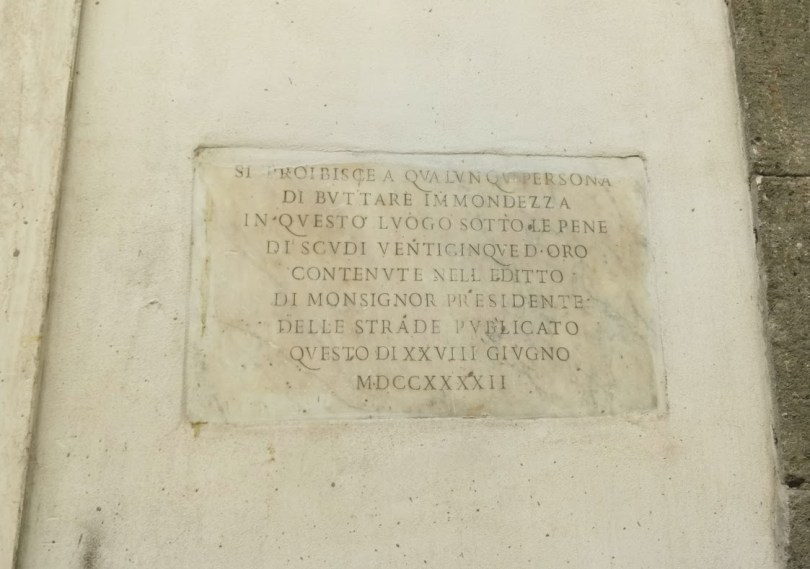 SI PROIBISCE A QVALVNQV PERSONA
DI BVTTARE IMMONDEZZA
IN QVESTO LVOGO SOTTO LE PENE
DI SCVDI VENTICINQVE D·ORO
CONTENVTE NELL EDITTO
DI MONSIGNOR PRESIDENTE
DELLE STRADE PVBLICATO
QVESTO DI XXVIII GIVGNO
MDCCXXXXII